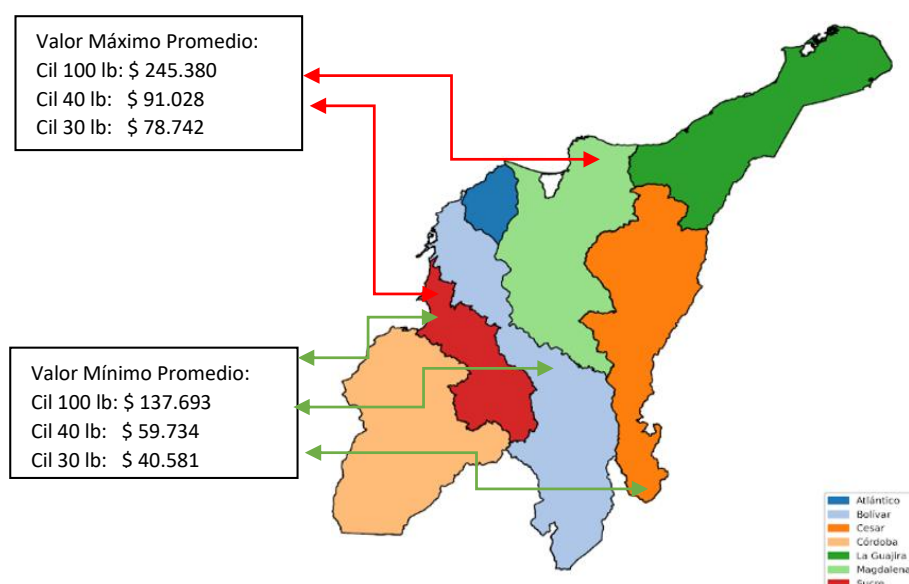 Valor Máximo Promedio:
Cil 100 lb: $ 245.380
Cil 40 lb: $ 91.028
Cil 30 lb: $ 78.742
Valor Mínimo Promedio:
Cil 100 lb: $ 137.693
Cil 40 lb: $ 59.734
Cil 30 lb: $ 40.581
Atlántico
Bolívar
Cesar
Córdoba
La Guajira
Magdalena
Sucre